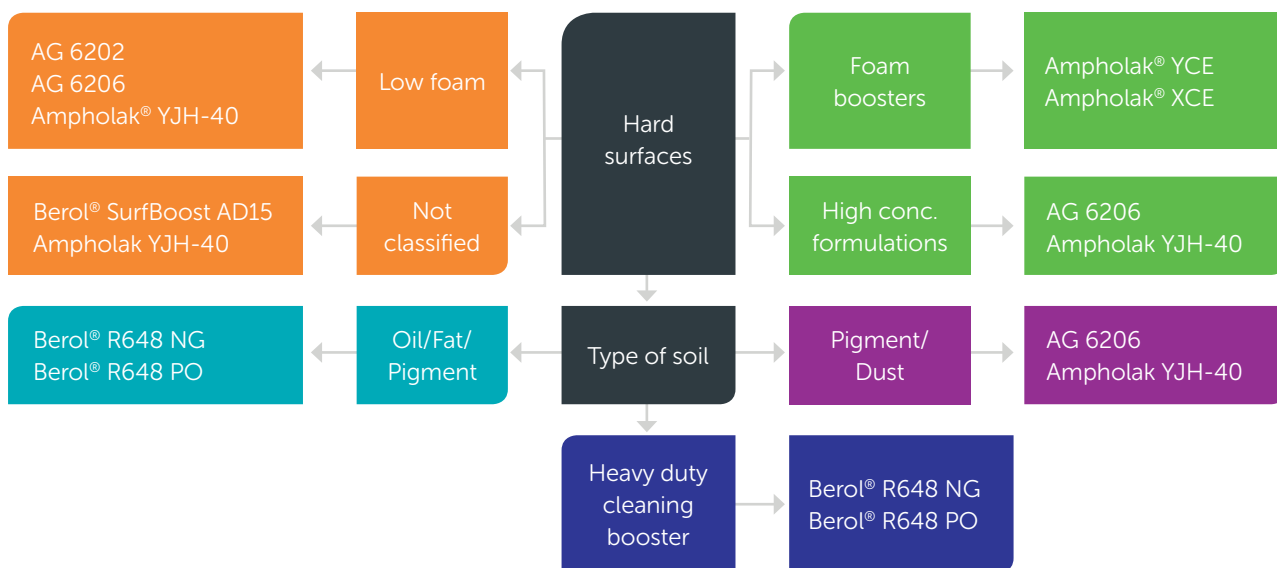 AG 6202
AG 6206
Ampholak® YJH-40
Low foam
Hard
surfaces
Foam
boosters
Ampholak® YCE
Ampholak® XCE
Berol® SurfBoost AD15
Ampholak YJH-40
Not
classified
High conc.
formulations
AG 6206
Ampholak YJH-40
Berol® R648 NG
Berol® R648 PO
Oil/Fat/
Pigment
Type of soil
Pigment/
Dust
AG 6206
Ampholak YJH-40
Heavy duty
cleaning
booster
Berol® R648 NG
Berol® R648 PO